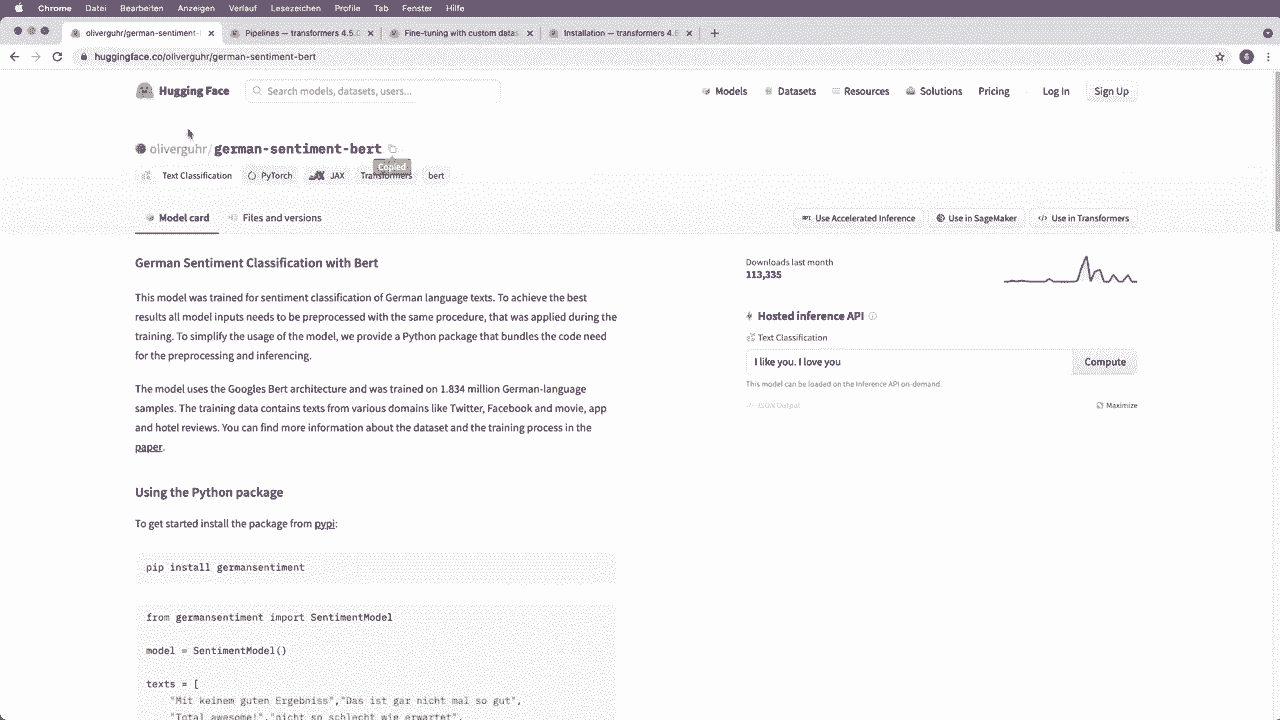 Chrome Datei Bearbeiten Anzeigen Verlauf Lesezeichen Profile Tab Fenster Hilfe
oliverguhr/german-sentiment- Pipelines — transformers 4.5.0 Fine-tuning with custom datas Installation — transformers 4.5
huggingface.co/oliverguhr/german-sentiment-bert
Hugging Face Search models, datasets, users... Models Datasets Resources Solutions Pricing Log In Sign Up
oliverguhr/german-sentiment-bert
Copied
Text Classification PyTorch JAX Transformers bert
Model card Files and versions Use Accelerated Inference Use in SageMaker Use in Transformers
German Sentiment Classification with Bert
This model was trained for sentiment classification of German language texts. To achieve the best
results all model inputs needs to be preprocessed with the same procedure, that was applied during the
training. To simplify the usage of the model, we provide a Python package that bundles the code need
for the preprocessing and inferencing.
The model uses the Googles Bert architecture and was trained on 1.834 million German-language
samples. The training data contains texts from various domains like Twitter, Facebook and movie, app
and hotel reviews. You can find more information about the dataset and the training process in the
paper.
Using the Python package
To get started install the package from pypi:
pip install germansentiment
from germansentiment import SentimentModel
model = SentimentModel()
texts = [
"Mit keinem guten Ergebniss","Das ist gar nicht mal so gut",
"Total awesome!","nicht so schlecht wie erwartet",
Downloads last month
113,335
Hosted inference API
Text Classification
I like you. I love you Compute
This model can be loaded on the Inference API on-demand.
JSON Output Maximize